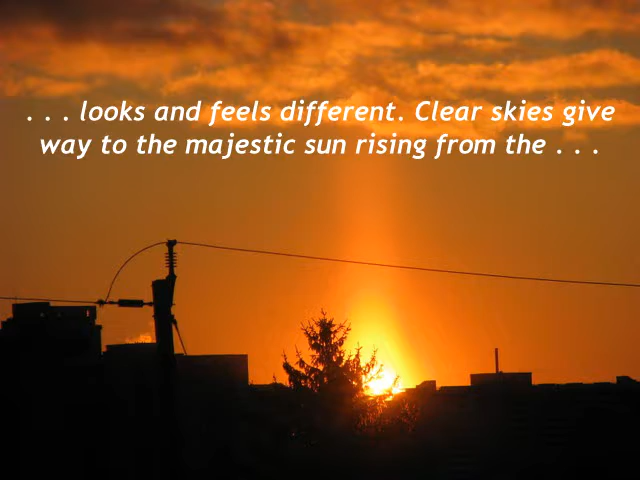 . . . looks and feels different. Clear skies give
way to the majestic sun rising from the . . .